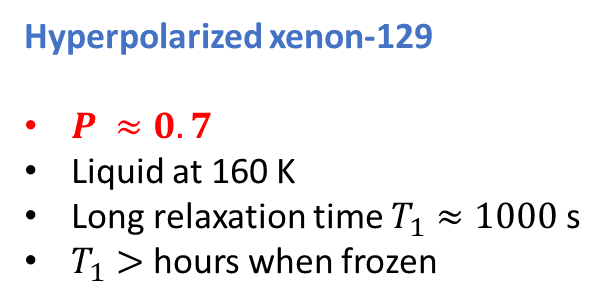 Hyperpolarized xenon-129
• P ≈ 0.7
• Liquid at 160 K
• Long relaxation time T₁ ≈ 1000 s
• T₁ > hours when frozen